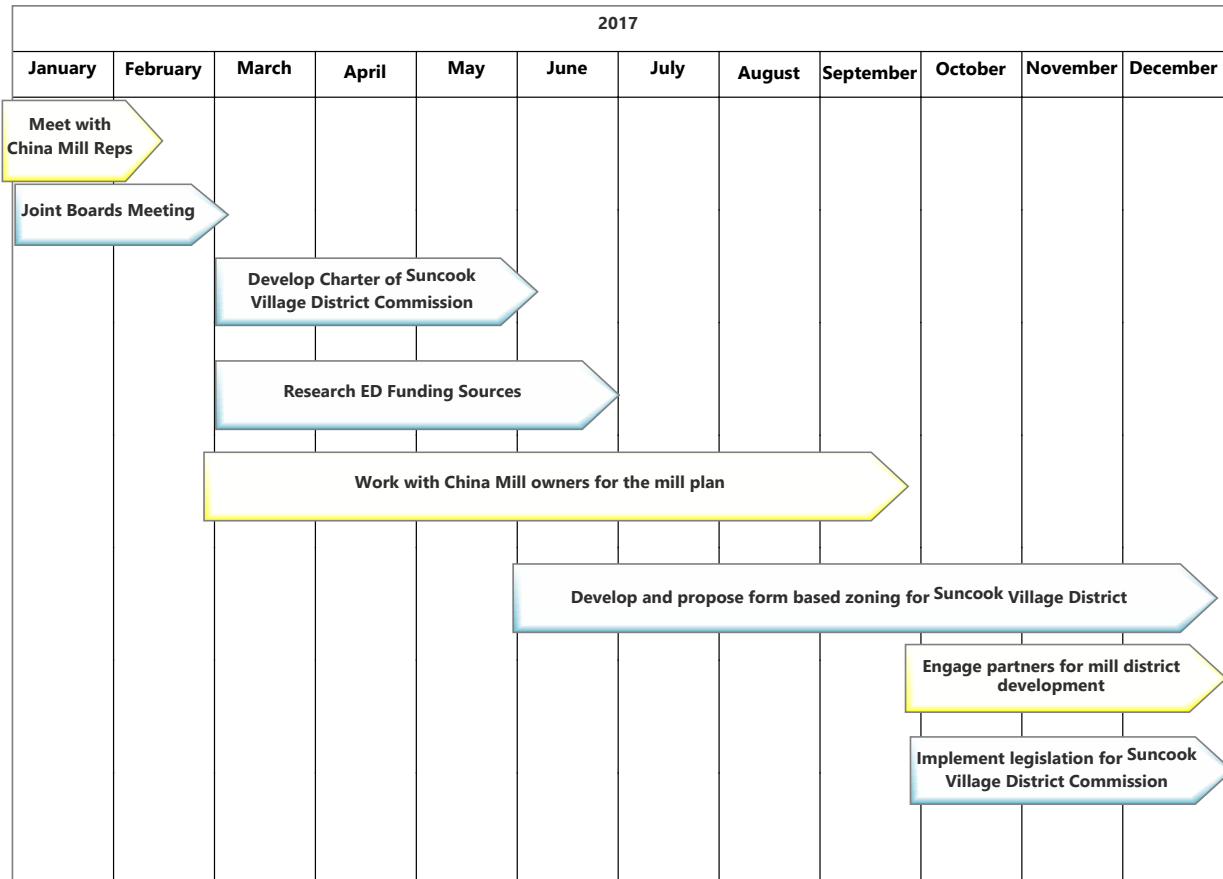 2017
January February March April May June July August September October November December
Meet with
China Mill Reps
Joint Boards Meeting
Develop Charter of Suncook
Village District Commission
Research ED Funding Sources
Work with China Mill owners for the mill plan
Develop and propose form based zoning for Suncook Village District
Engage partners for mill district
development
Implement legislation for Suncook
Village District Commission